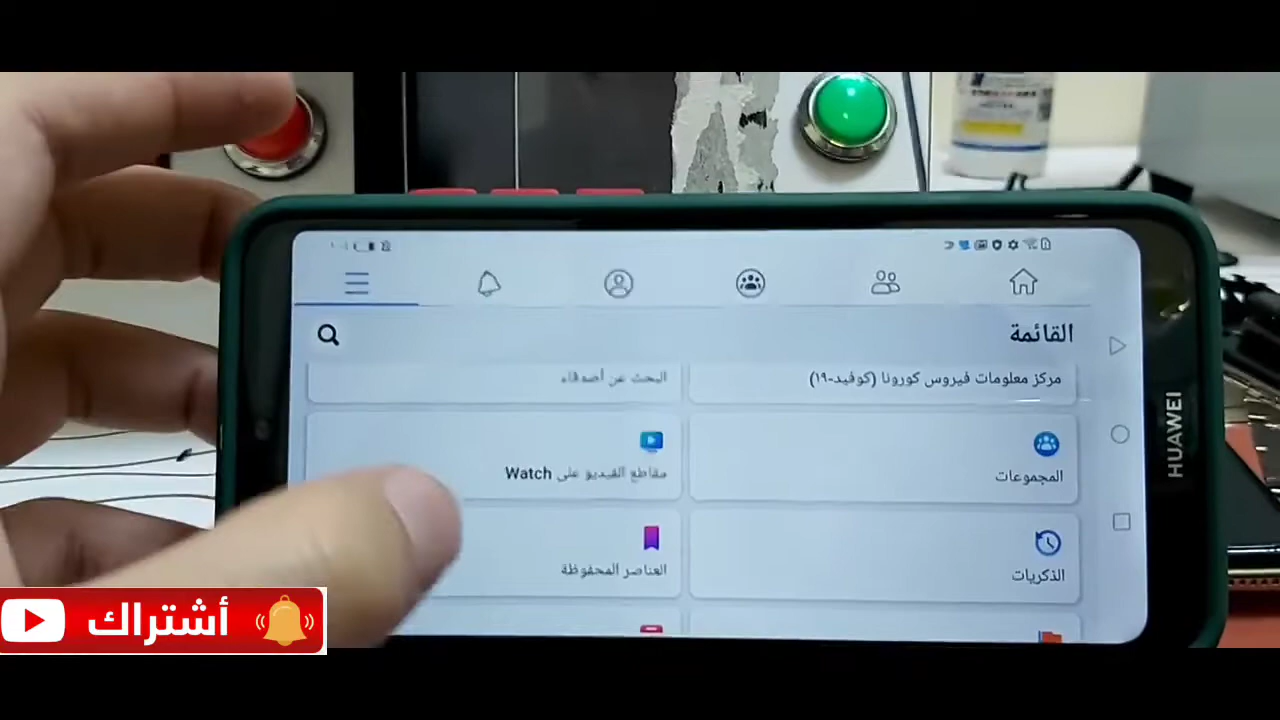 القائمة
مركز معلومات فيروس كورونا (كوفيد-١٩)
البحث عن أصدقاء
المجموعات
مقاطع الفيديو على Watch
الذكريات
العناصر المحفوظة
HUAWEI
أشتراك